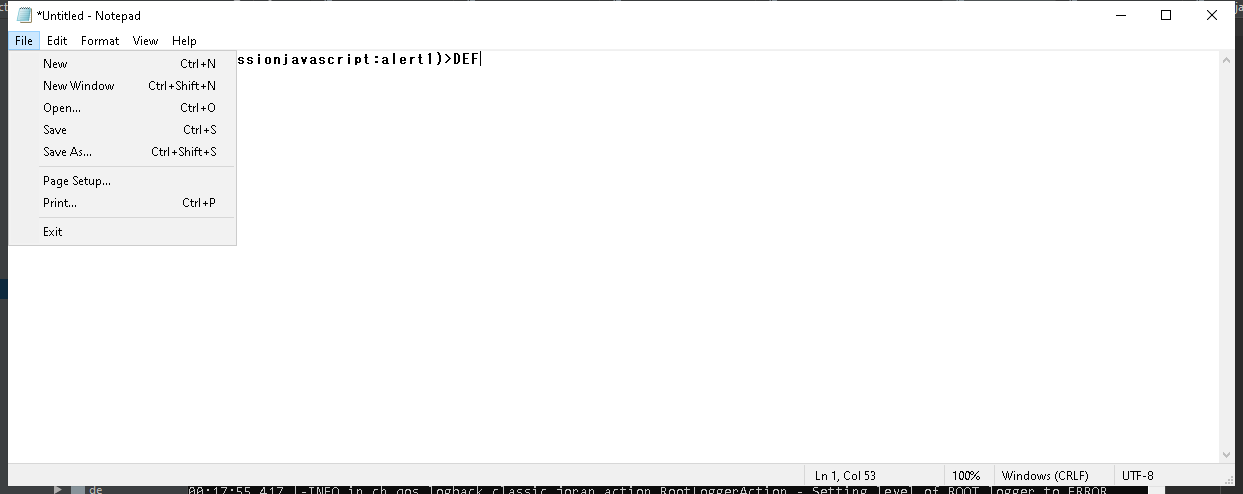 *Untitled - Notepad
File Edit Format View Help
ssionjavascript:alert1)>DEF
New Ctrl+N
New Window Ctrl+Shift+N
Open... Ctrl+O
Save Ctrl+S
Save As... Ctrl+Shift+S
Page Setup...
Print... Ctrl+P
Exit
Ln 1, Col 53 100% Windows (CRLF) UTF-8
de 00:17:55,417 |-INFO in ch.qos.logback.classic.joran.action.RootLoggerAction - Setting level of ROOT logger to ERROR